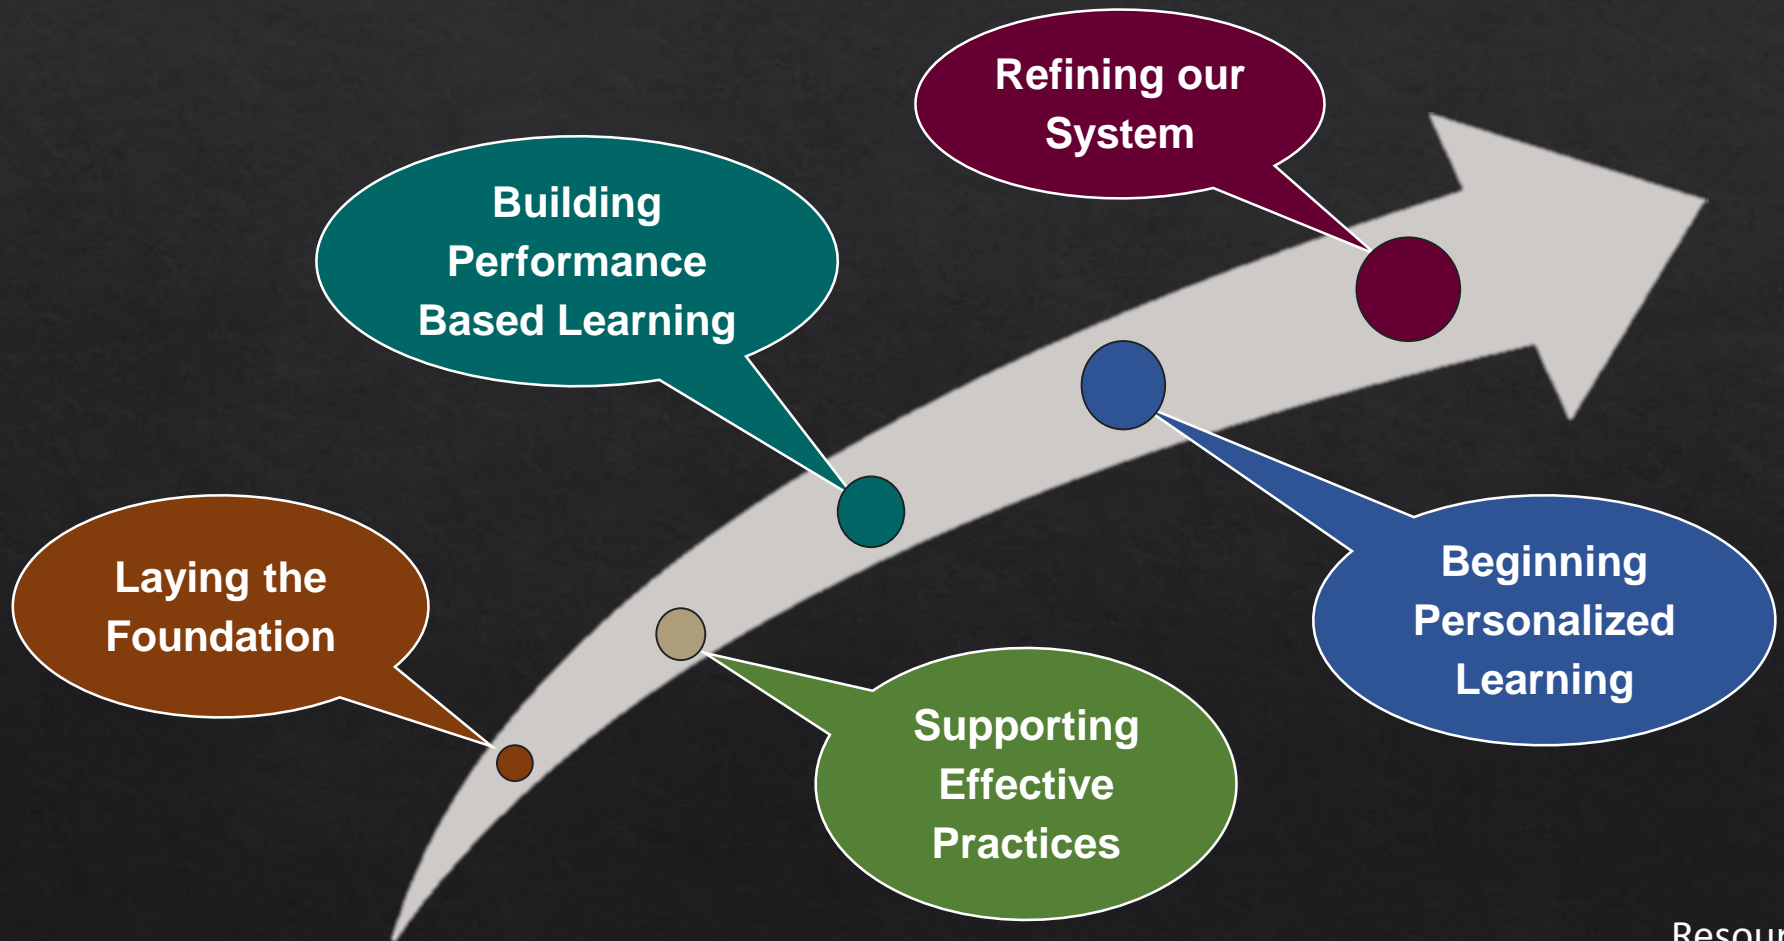 Refining our
System
Building
Performance
Based Learning
Laying the
Foundation
Beginning
Personalized
Learning
Supporting
Effective
Practices